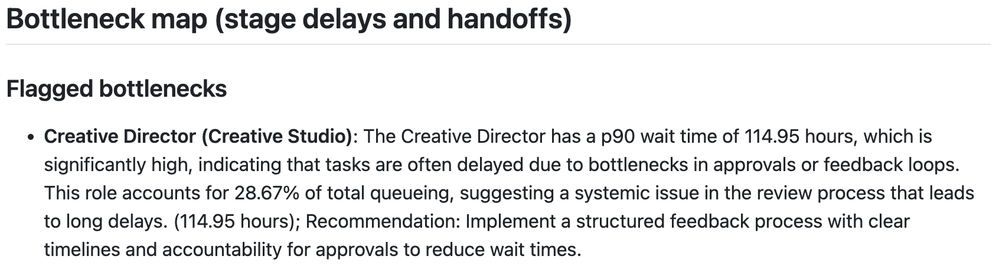 Bottleneck map (stage delays and handoffs)
Flagged bottlenecks
• Creative Director (Creative Studio): The Creative Director has a p90 wait time of 114.95 hours, which is
significantly high, indicating that tasks are often delayed due to bottlenecks in approvals or feedback loops.
This role accounts for 28.67% of total queueing, suggesting a systemic issue in the review process that leads
to long delays. (114.95 hours); Recommendation: Implement a structured feedback process with clear
timelines and accountability for approvals to reduce wait times.